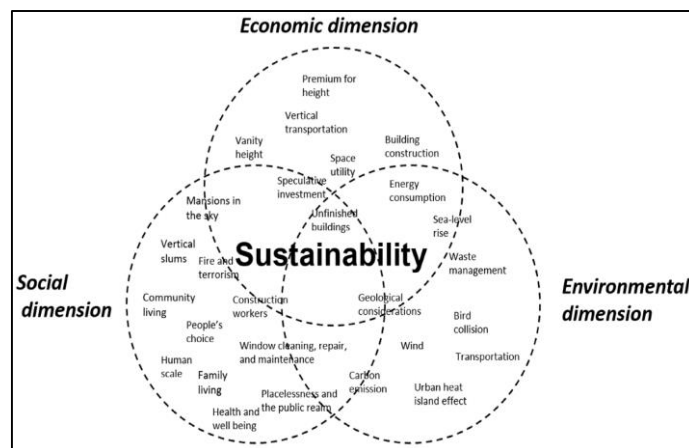 Economic dimension
Premium for
height
Vertical
transportation
Vanity
height
Building
construction
Space
utility
Speculative
investment
Energy
consumption
Mansions in
the sky
Unfinished
buildings
Sea-level
rise
Sustainability
Vertical
slums
Fire and
terrorism
Waste
management
Social
dimension
Environmental
dimension
Community
living
Construction
workers
Geological
considerations
Bird
collision
People's
choice
Window cleaning, repair,
and maintenance
Wind
Transportation
Human
scale
Family
living
Carbon
emission
Urban heat
island effect
Placelessness and
the public realm
Health and
well being